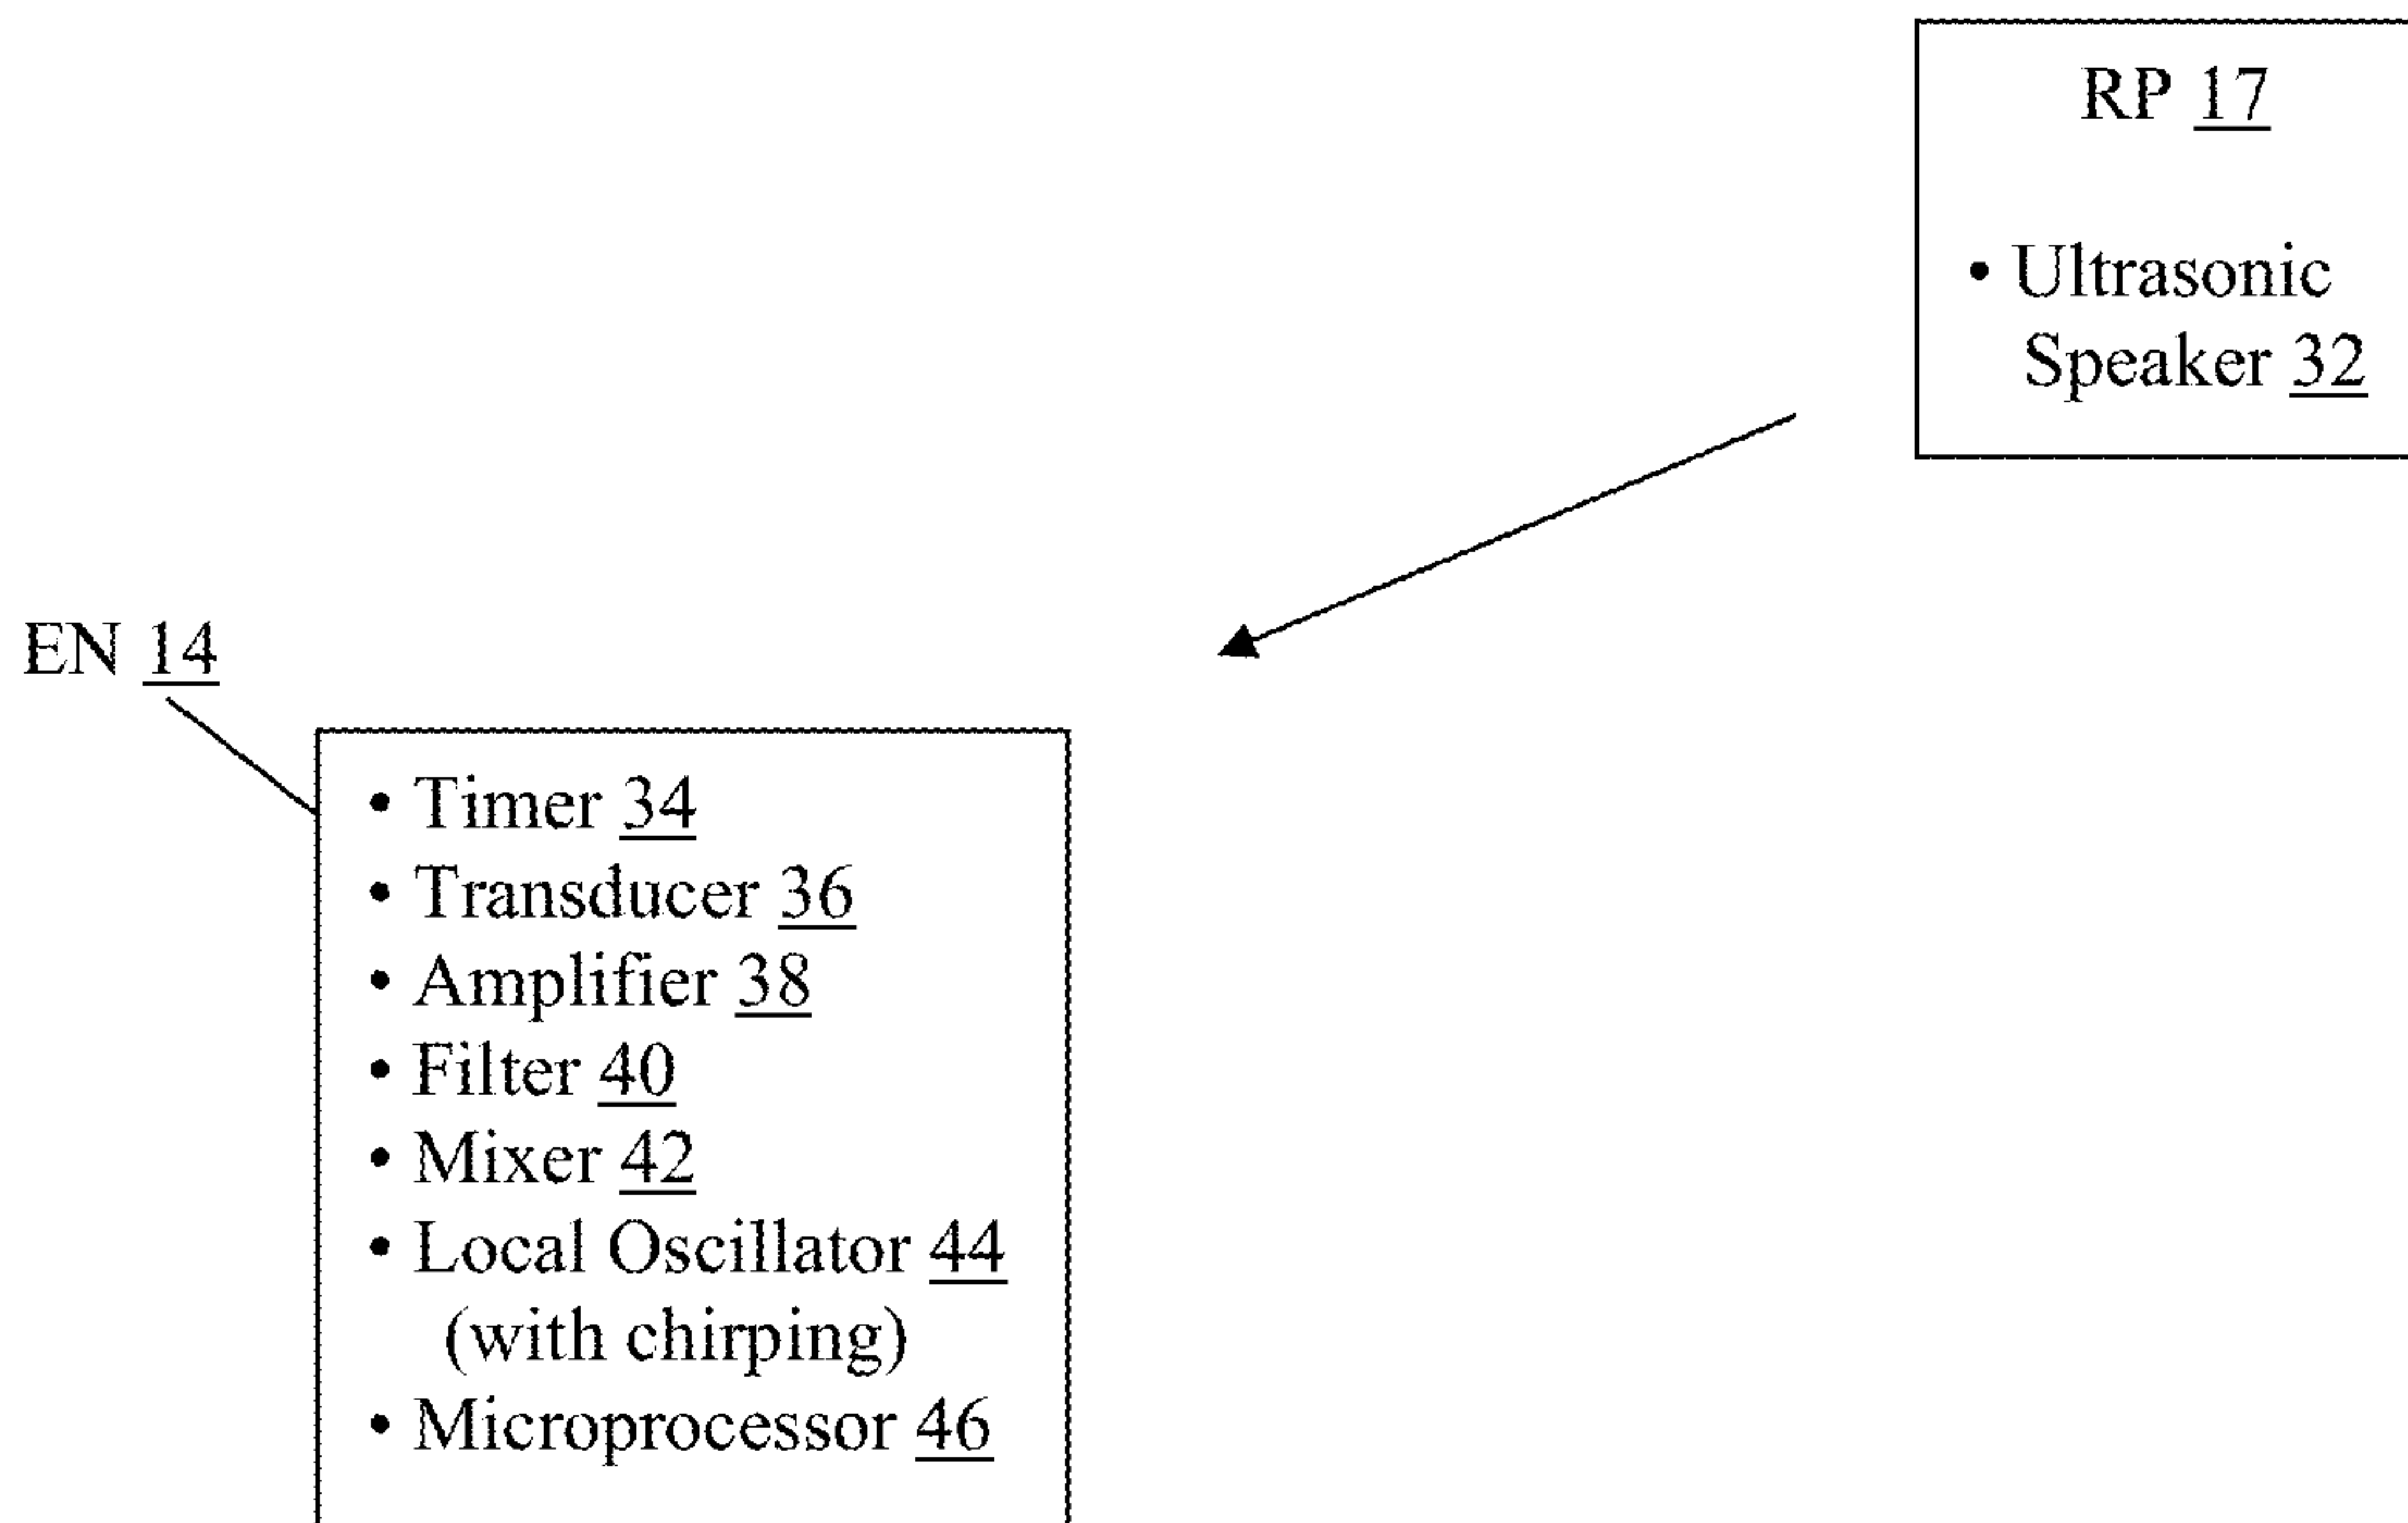 RP 17
• Ultrasonic
Speaker 32
EN 14
• Timer 34
• Transducer 36
• Amplifier 38
• Filter 40
• Mixer 42
• Local Oscillator 44
(with chirping)
• Microprocessor 46